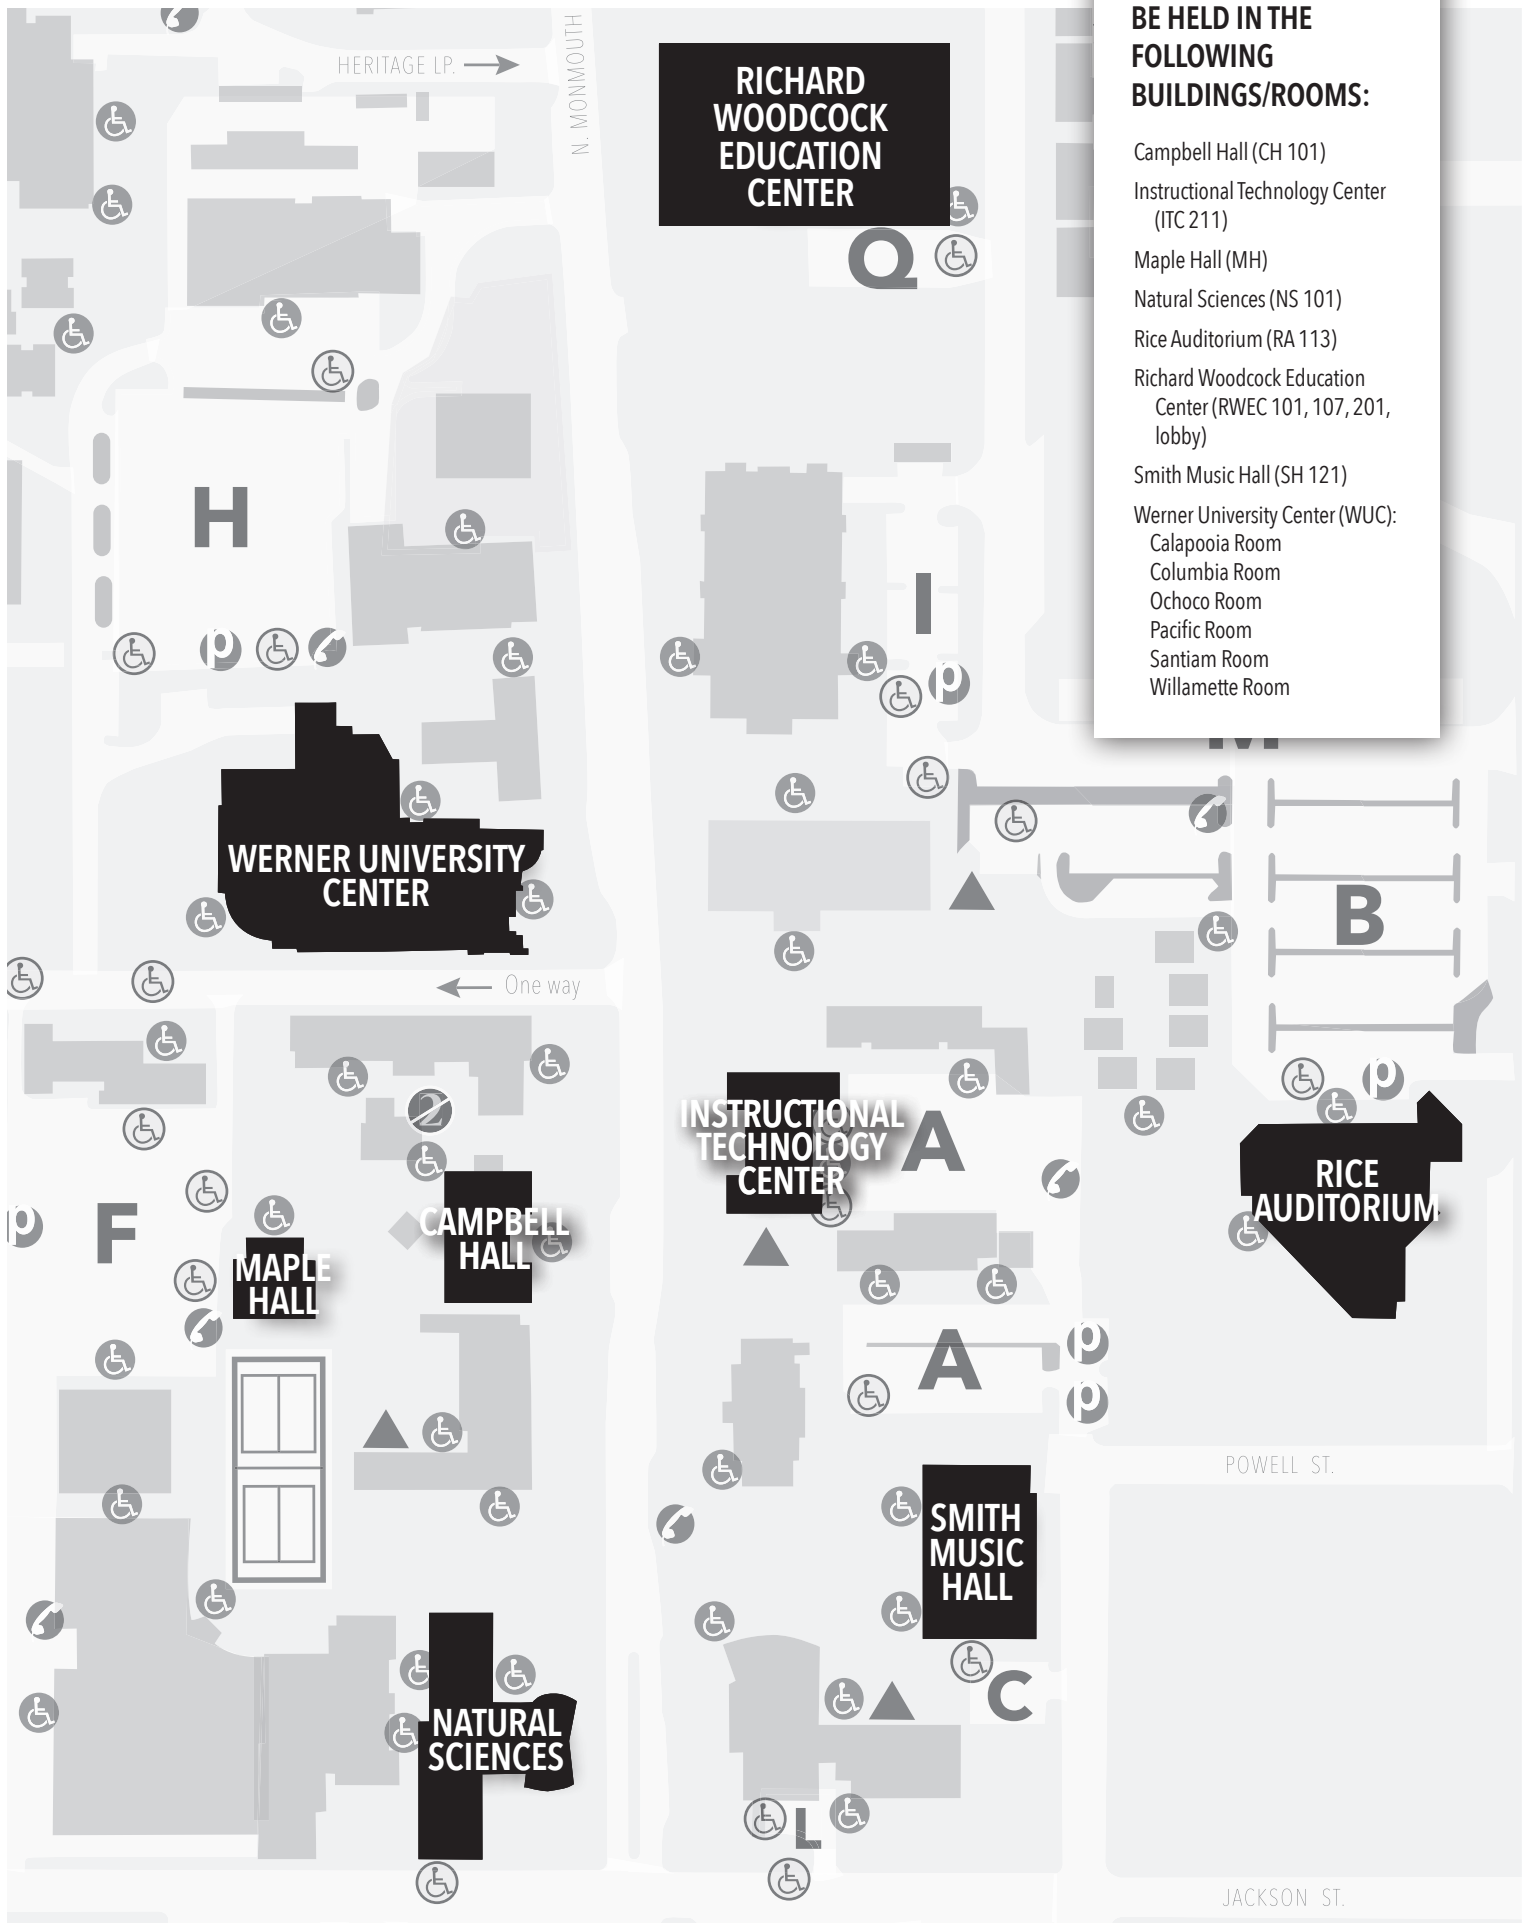 HERITAGE LP.
N. MONMOUTH
RICHARD
WOODCOCK
EDUCATION
CENTER
Q
BE HELD IN THE
FOLLOWING
BUILDINGS/ROOMS:
Campbell Hall (CH 101)
Instructional Technology Center
(ITC 211)
Maple Hall (MH)
Natural Sciences (NS 101)
Rice Auditorium (RA 113)
Richard Woodcock Education
Center (RWEC 101, 107, 201,
lobby)
Smith Music Hall (SH 121)
Werner University Center (WUC):
Calapooia Room
Columbia Room
Ochoco Room
Pacific Room
Santiam Room
Willamette Room
H
I
p
p
M
WERNER UNIVERSITY
CENTER
B
One way
2
p
INSTRUCTIONAL
TECHNOLOGY
CENTER
A
RICE
AUDITORIUM
p
F
CAMPBELL
HALL
MAPLE
HALL
A
p
p
POWELL ST.
SMITH
MUSIC
HALL
C
NATURAL
SCIENCES
L
JACKSON ST.